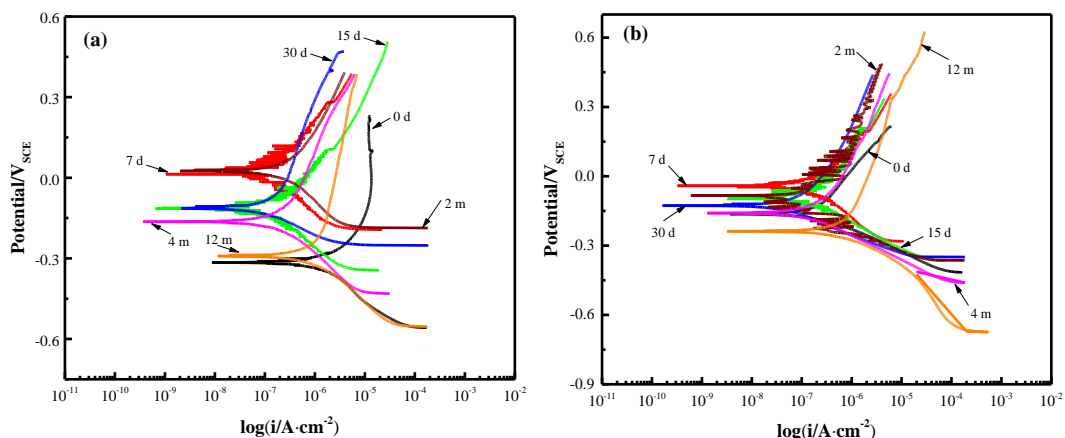 (a)
15 d
30 d
0 d
7 d
2 m
4 m
12 m
0.6
0.3
0.0
-0.3
-0.6
Potential/V_SCE
10^-11 10^-10 10^-9 10^-8 10^-7 10^-6 10^-5 10^-4 10^-3 10^-2
log(i/A·cm^-2)
(b)
2 m
12 m
7 d
0 d
30 d
15 d
4 m
0.6
0.3
0.0
-0.3
-0.6
-0.9
Potential/V_SCE
10^-11 10^-10 10^-9 10^-8 10^-7 10^-6 10^-5 10^-4 10^-3 10^-2
log(i/A·cm^-2)